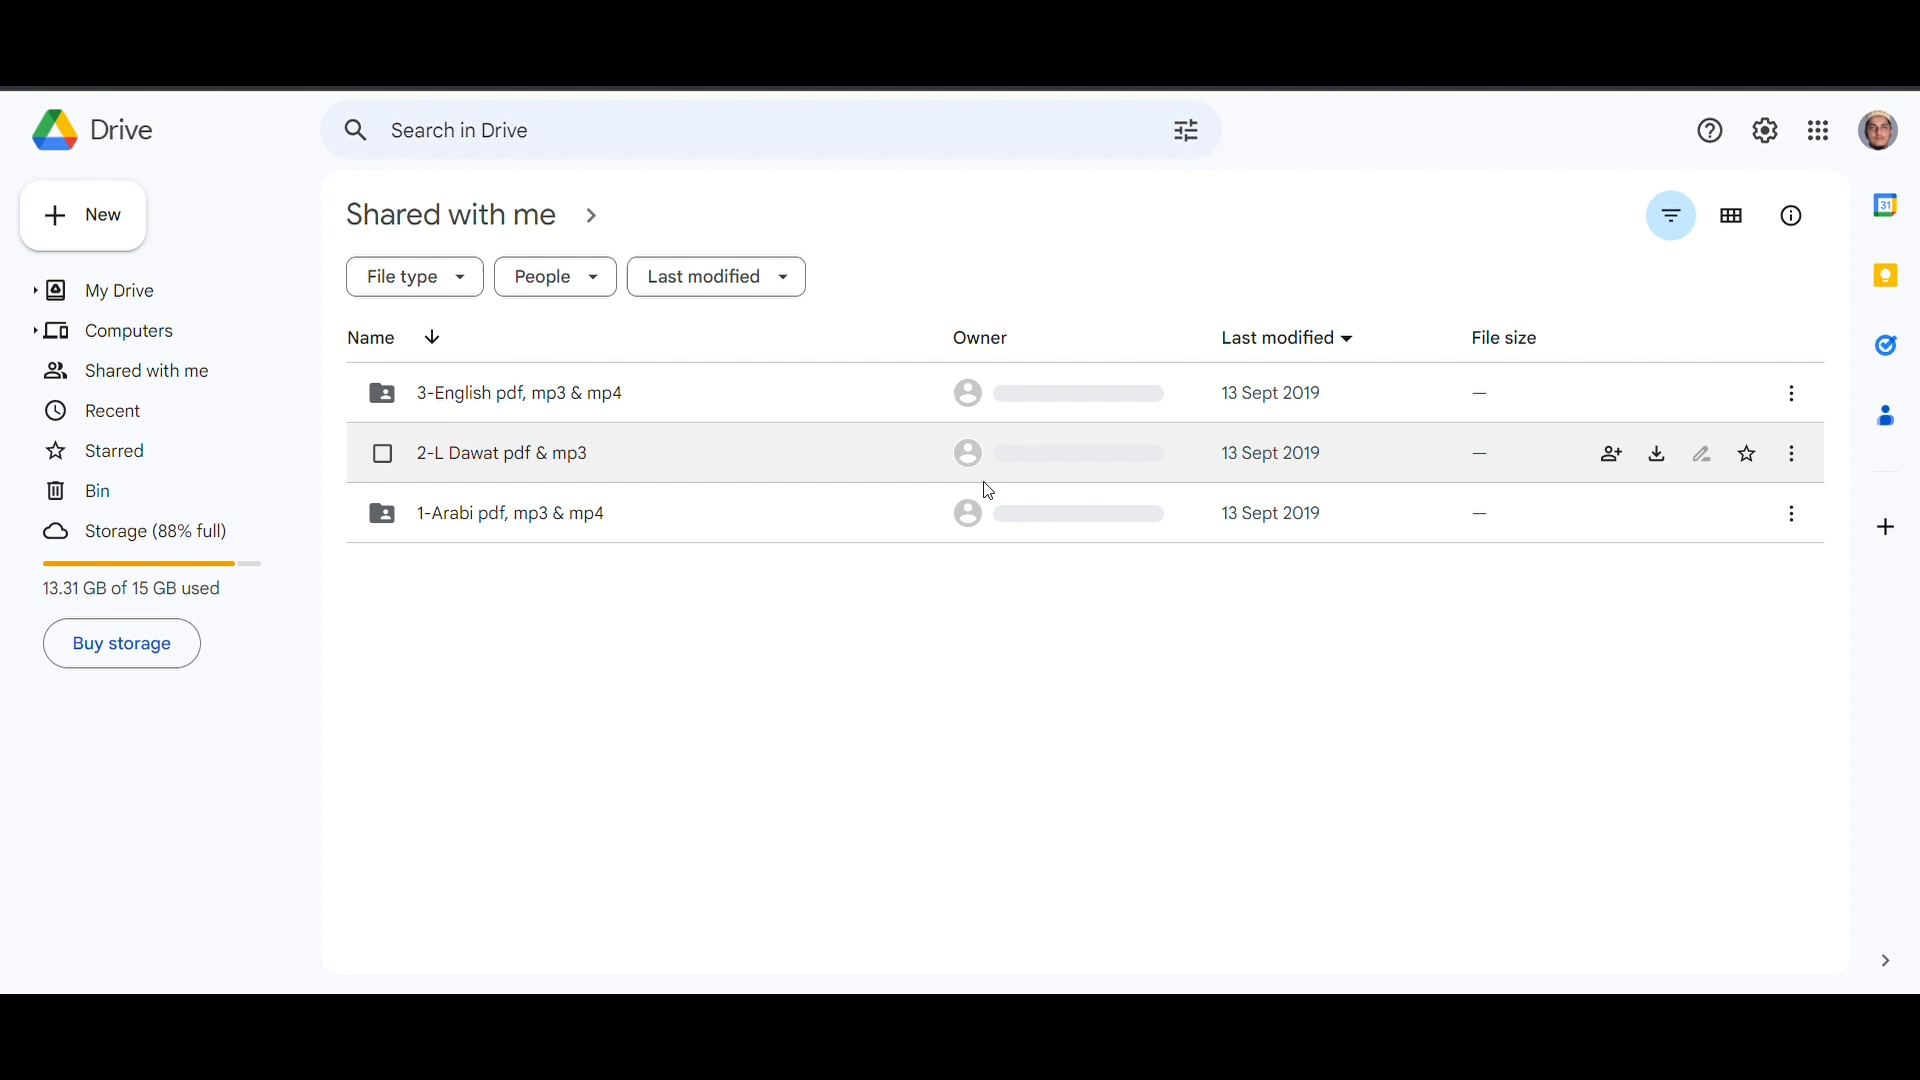 Drive
Search in Drive
New
My Drive
Computers
Shared with me
Recent
Starred
Bin
Storage (88% full)
13.31 GB of 15 GB used
Buy storage
Shared with me
File type People Last modified
Name Owner Last modified File size
3-English pdf, mp3 & mp4 13 Sept 2019 —
2-L Dawat pdf & mp3 13 Sept 2019 —
1-Arabi pdf, mp3 & mp4 13 Sept 2019 —
31